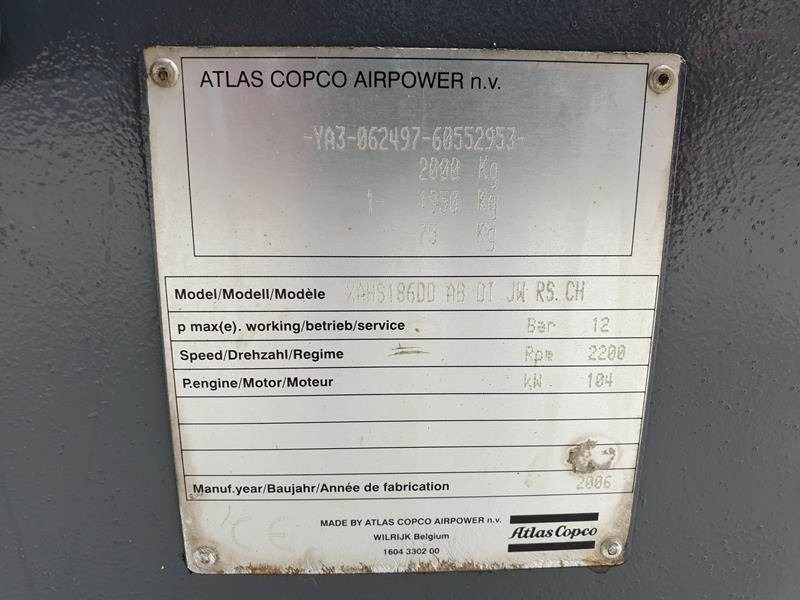 ATLAS COPCO AIRPOWER n.v.
-YA3-062497-60552953-
2000 Kg
1- 1350 Kg
75 Kg
Model/Modell/Modèle XAHS186DD AB DI JW RS.CH
p max(e). working/betrieb/service Bar 12
Speed/Drehzahl/Regime Rpm 2200
P.engine/Motor/Moteur kW. 104
Manuf.year/Baujahr/Année de fabrication 2006
CE
MADE BY ATLAS COPCO AIRPOWER n.v.
WILRIJK Belgium
1604 3302 00
Atlas Copco